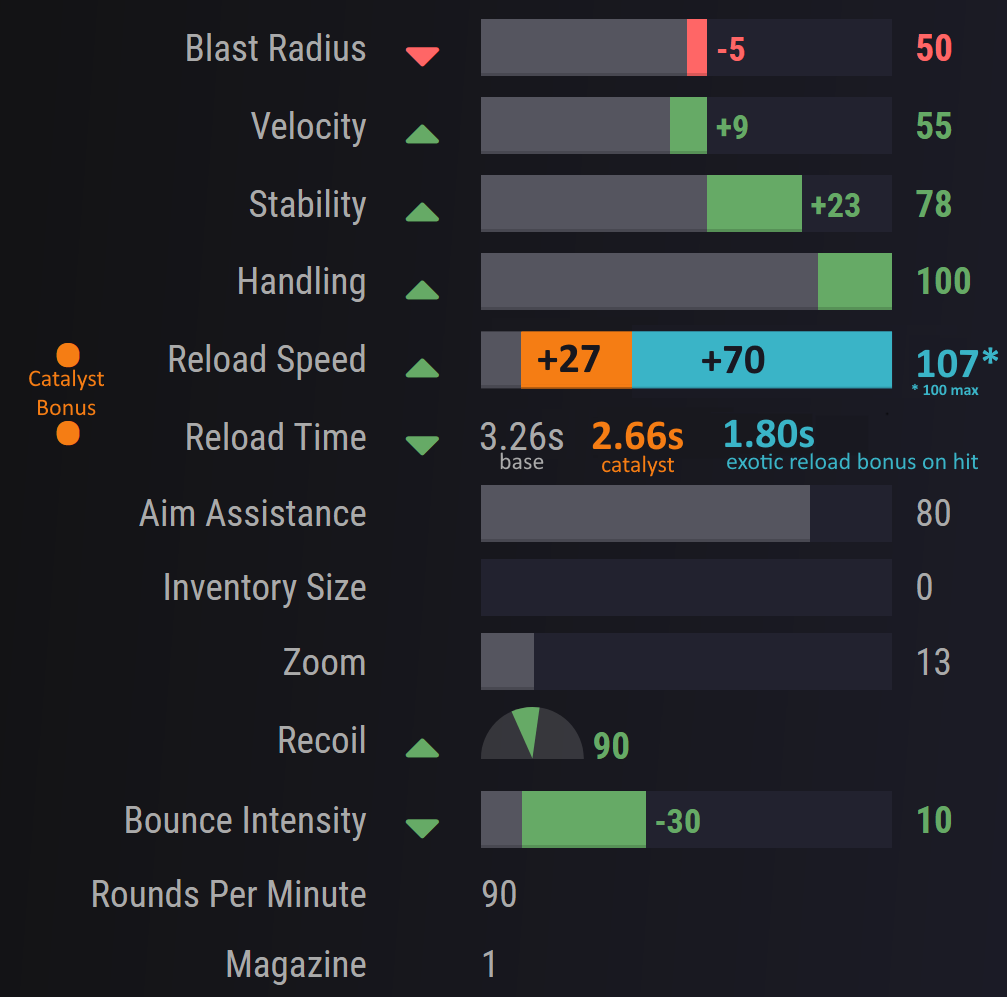 Blast Radius -5 50
Velocity +9 55
Stability +23 78
Handling 100
Catalyst
Bonus
Reload Speed +27 +70 107*
* 100 max
Reload Time 3.26s 2.66s 1.80s
base catalyst exotic reload bonus on hit
Aim Assistance 80
Inventory Size 0
Zoom 13
Recoil 90
Bounce Intensity -30 10
Rounds Per Minute 90
Magazine 1